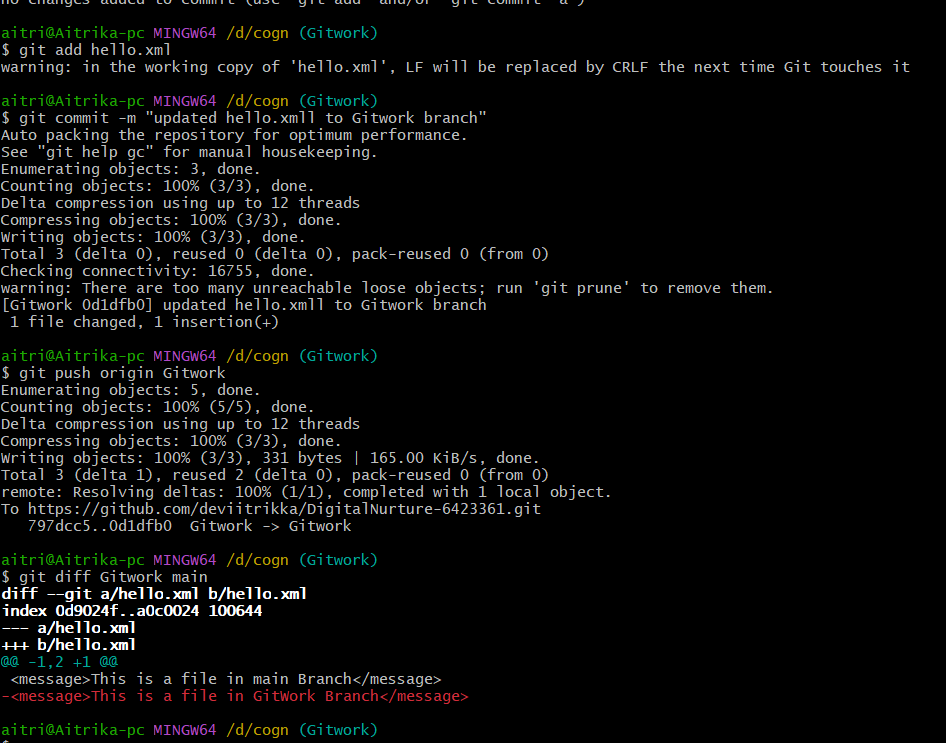 no changes added to commit (use "git add" and/or "git commit -a")
aitri@Aitrika-pc MINGW64 /d/cogn (Gitwork)
$ git add hello.xml
warning: in the working copy of 'hello.xml', LF will be replaced by CRLF the next time Git touches it
aitri@Aitrika-pc MINGW64 /d/cogn (Gitwork)
$ git commit -m "updated hello.xmll to Gitwork branch"
Auto packing the repository for optimum performance.
See "git help gc" for manual housekeeping.
Enumerating objects: 3, done.
Counting objects: 100% (3/3), done.
Delta compression using up to 12 threads
Compressing objects: 100% (3/3), done.
Writing objects: 100% (3/3), done.
Total 3 (delta 0), reused 0 (delta 0), pack-reused 0 (from 0)
Checking connectivity: 16755, done.
warning: There are too many unreachable loose objects; run 'git prune' to remove them.
[Gitwork 0d1dfb0] updated hello.xmll to Gitwork branch
 1 file changed, 1 insertion(+)
aitri@Aitrika-pc MINGW64 /d/cogn (Gitwork)
$ git push origin Gitwork
Enumerating objects: 5, done.
Counting objects: 100% (5/5), done.
Delta compression using up to 12 threads
Compressing objects: 100% (3/3), done.
Writing objects: 100% (3/3), 331 bytes | 165.00 KiB/s, done.
Total 3 (delta 1), reused 2 (delta 0), pack-reused 0 (from 0)
remote: Resolving deltas: 100% (1/1), completed with 1 local object.
To https://github.com/deviitrikka/DigitalNurture-6423361.git
   797dcc5..0d1dfb0  Gitwork -> Gitwork
aitri@Aitrika-pc MINGW64 /d/cogn (Gitwork)
$ git diff Gitwork main
diff --git a/hello.xml b/hello.xml
index 0d9024f..a0c0024 100644
--- a/hello.xml
+++ b/hello.xml
@@ -1,2 +1 @@
 <message>This is a file in main Branch</message>
-<message>This is a file in GitWork Branch</message>
aitri@Aitrika-pc MINGW64 /d/cogn (Gitwork)
$